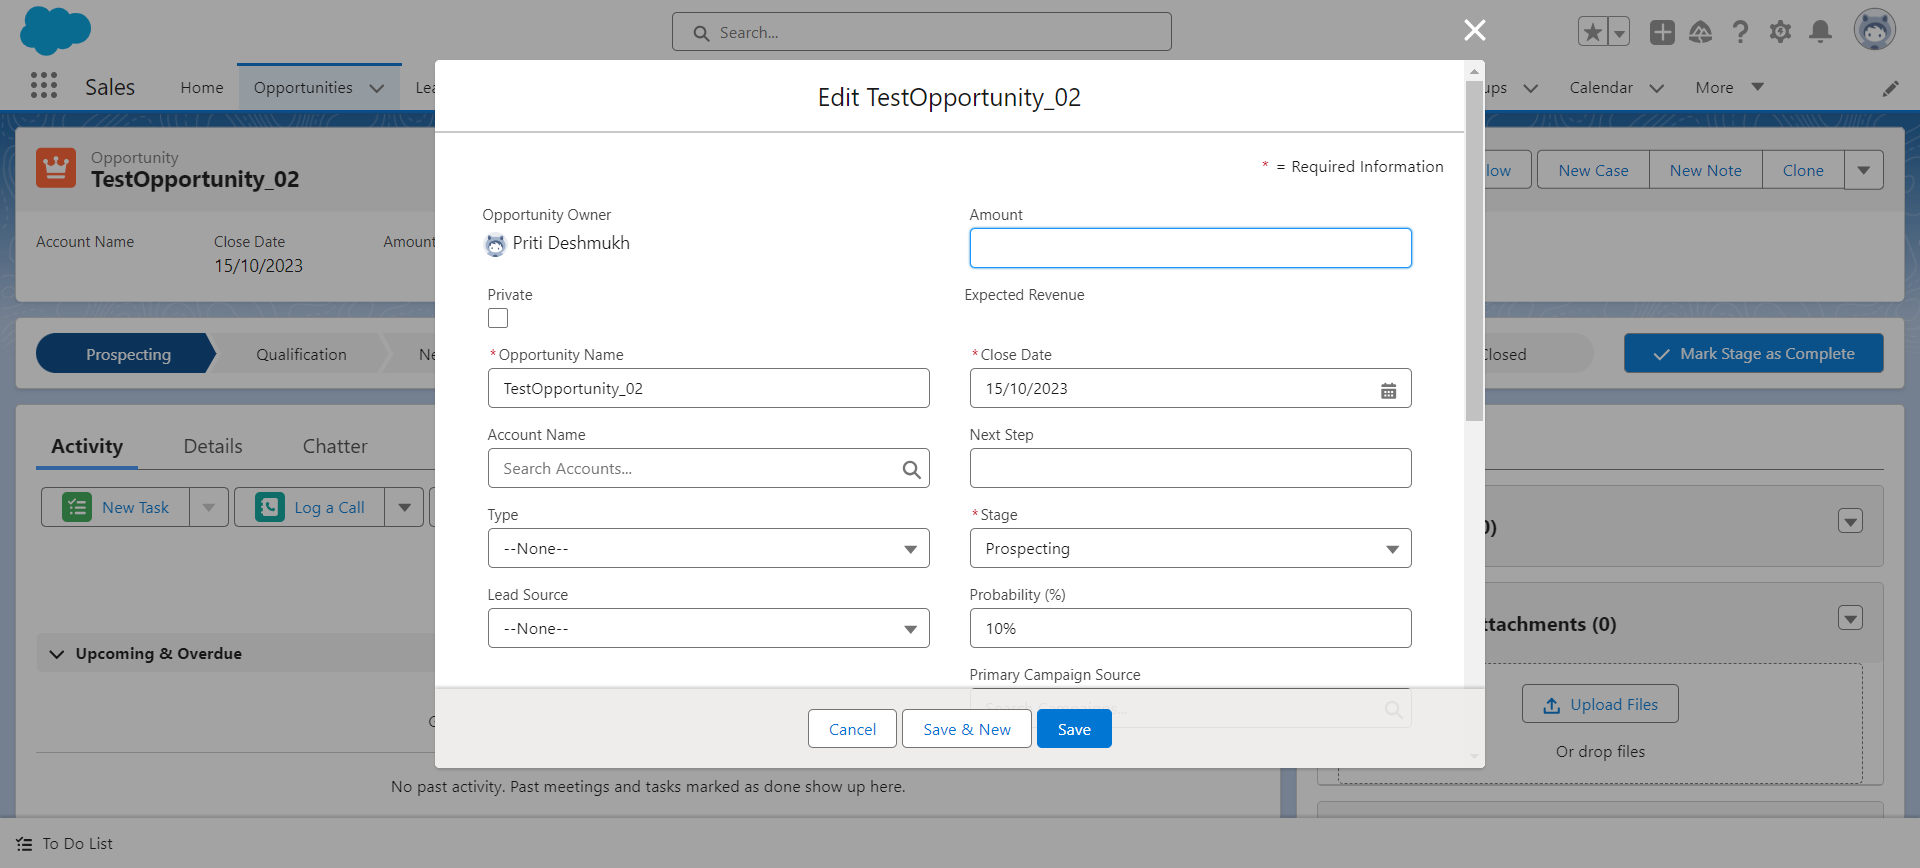 Search...
Sales
Home
Opportunities
Calendar
More
Edit TestOpportunity_02
* = Required Information
Opportunity
TestOpportunity_02
New Case
New Note
Clone
Account Name
Close Date
15/10/2023
Amount
Opportunity Owner
Priti Deshmukh
Amount
Private
Expected Revenue
*Opportunity Name
TestOpportunity_02
*Close Date
15/10/2023
Account Name
Search Accounts...
Next Step
Type
--None--
*Stage
Prospecting
Lead Source
--None--
Probability (%)
10%
Primary Campaign Source
Search Campaigns...
Cancel
Save & New
Save
Prospecting
Qualification
Closed
Mark Stage as Complete
Activity
Details
Chatter
New Task
Log a Call
Upcoming & Overdue
No past activity. Past meetings and tasks marked as done show up here.
ttachments (0)
Upload Files
Or drop files
To Do List